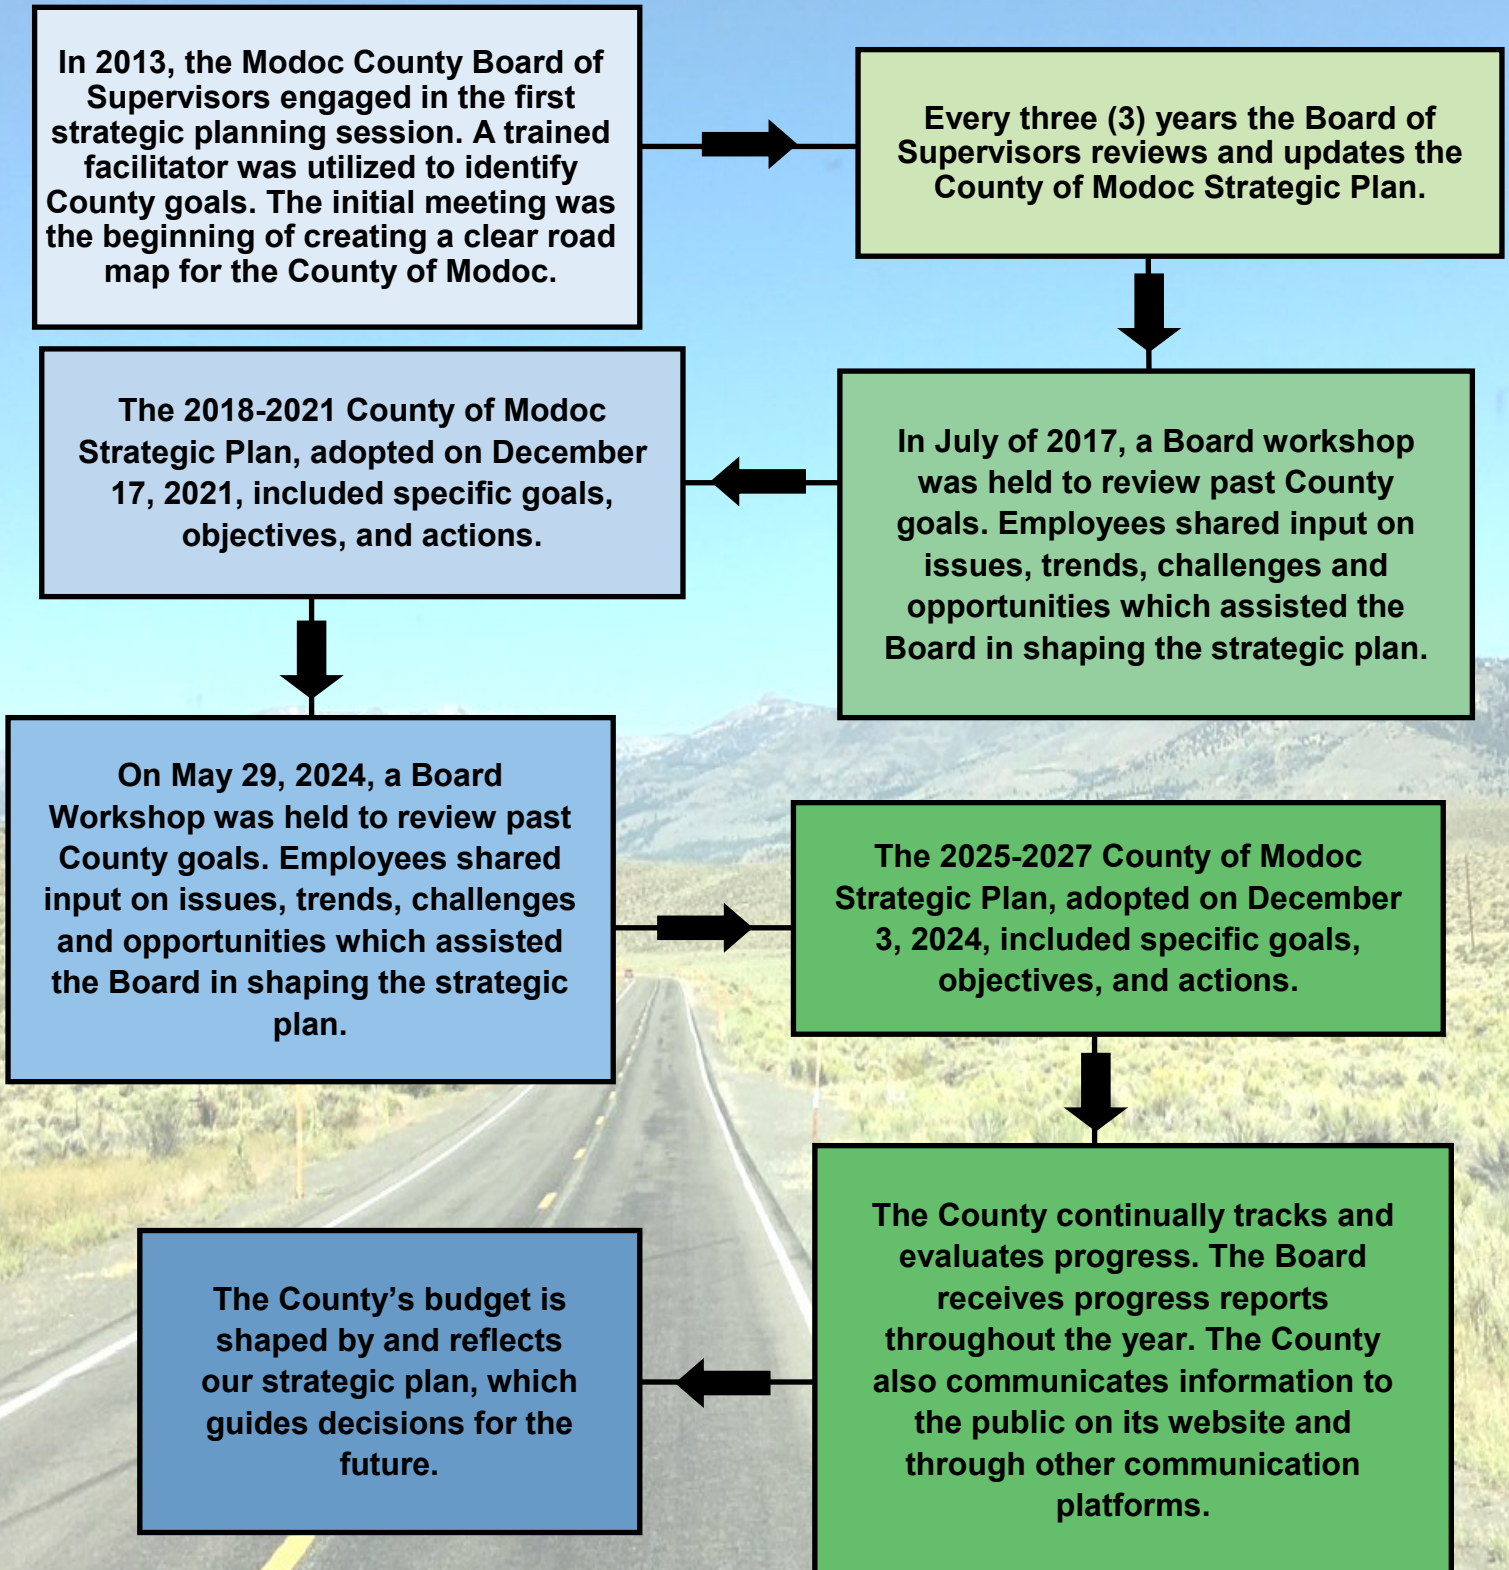 In 2013, the Modoc County Board of
Supervisors engaged in the first
strategic planning session. A trained
facilitator was utilized to identify
County goals. The initial meeting was
the beginning of creating a clear road
map for the County of Modoc.
Every three (3) years the Board of
Supervisors reviews and updates the
County of Modoc Strategic Plan.
In July of 2017, a Board workshop
was held to review past County
goals. Employees shared input on
issues, trends, challenges and
opportunities which assisted the
Board in shaping the strategic plan.
The 2018-2021 County of Modoc
Strategic Plan, adopted on December
17, 2021, included specific goals,
objectives, and actions.
On May 29, 2024, a Board
Workshop was held to review past
County goals. Employees shared
input on issues, trends, challenges
and opportunities which assisted
the Board in shaping the strategic
plan.
The 2025-2027 County of Modoc
Strategic Plan, adopted on December
3, 2024, included specific goals,
objectives, and actions.
The County continually tracks and
evaluates progress. The Board
receives progress reports
throughout the year. The County
also communicates information to
the public on its website and
through other communication
platforms.
The County’s budget is
shaped by and reflects
our strategic plan, which
guides decisions for the
future.